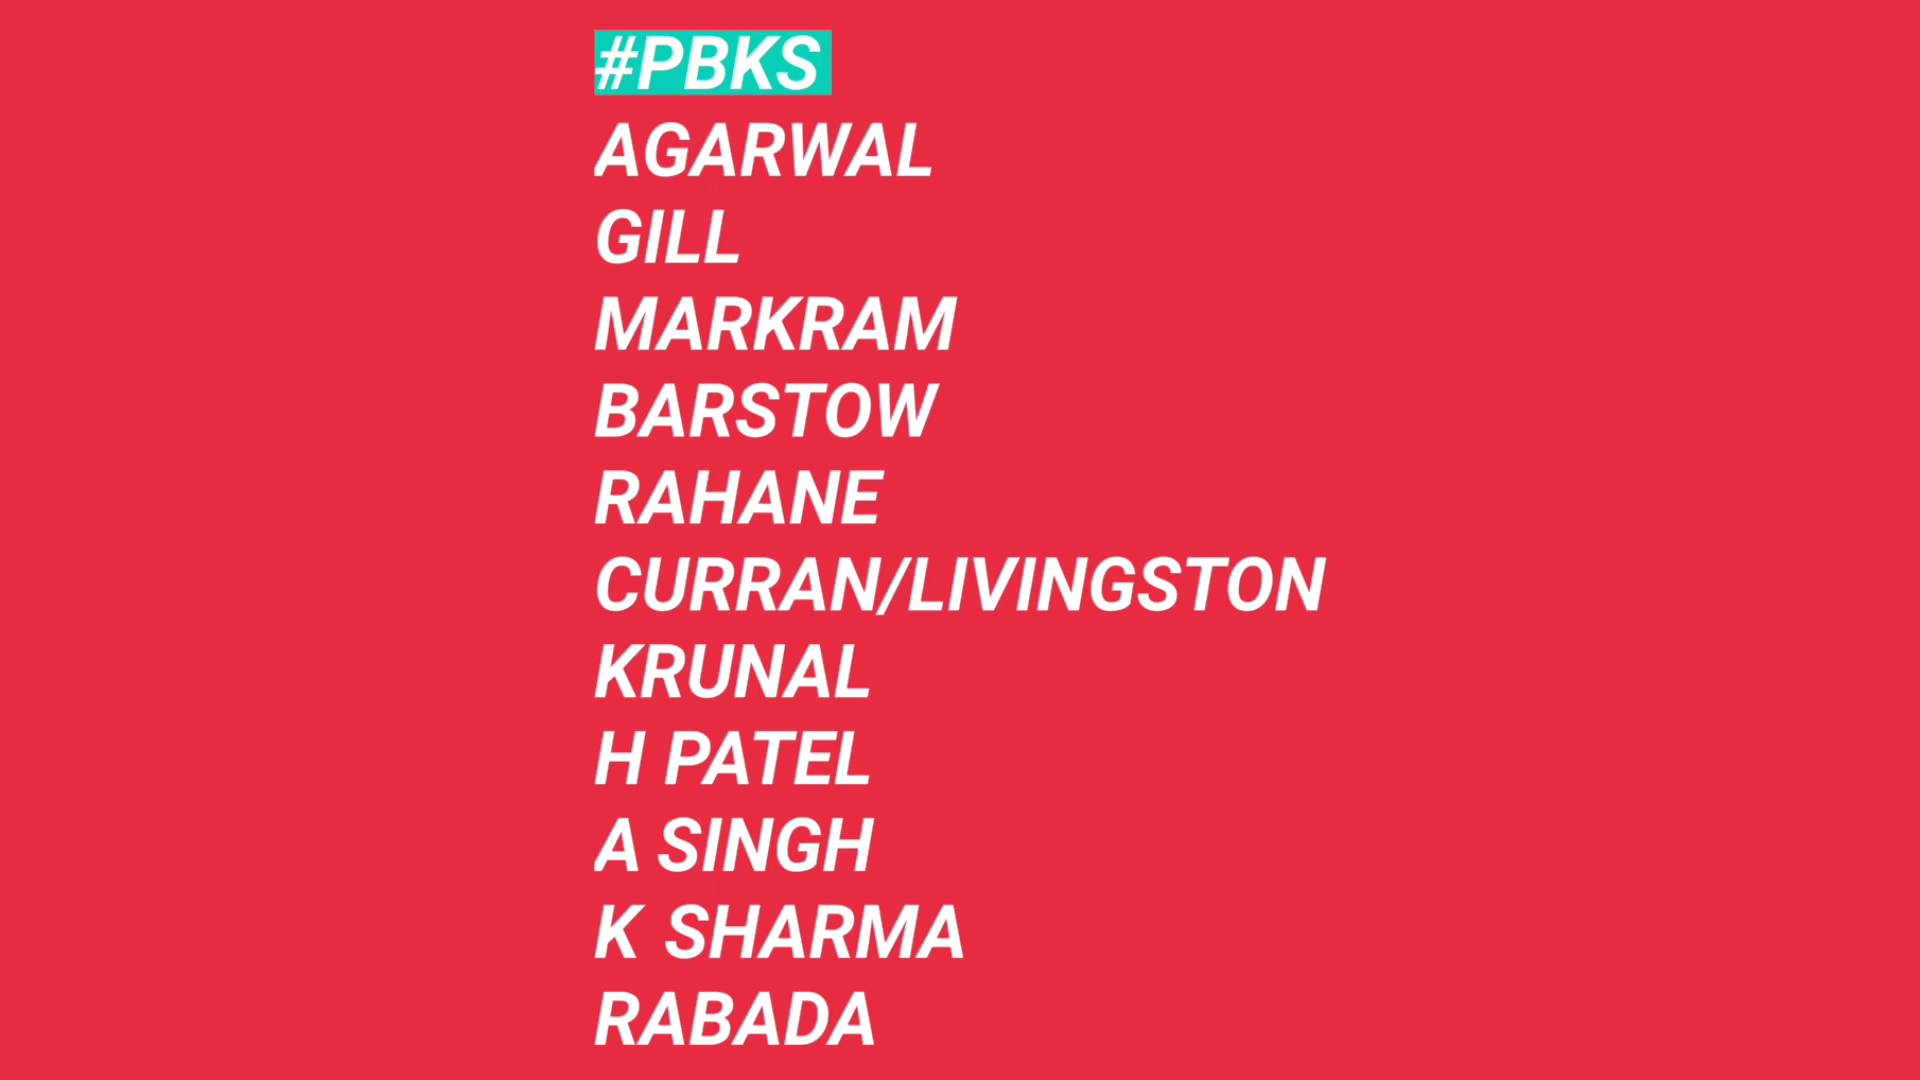 #PBKS
AGARWAL
GILL
MARKRAM
BARSTOW
RAHANE
CURRAN/LIVINGSTON
KRUNAL
H PATEL
A SINGH
K SHARMA
RABADA